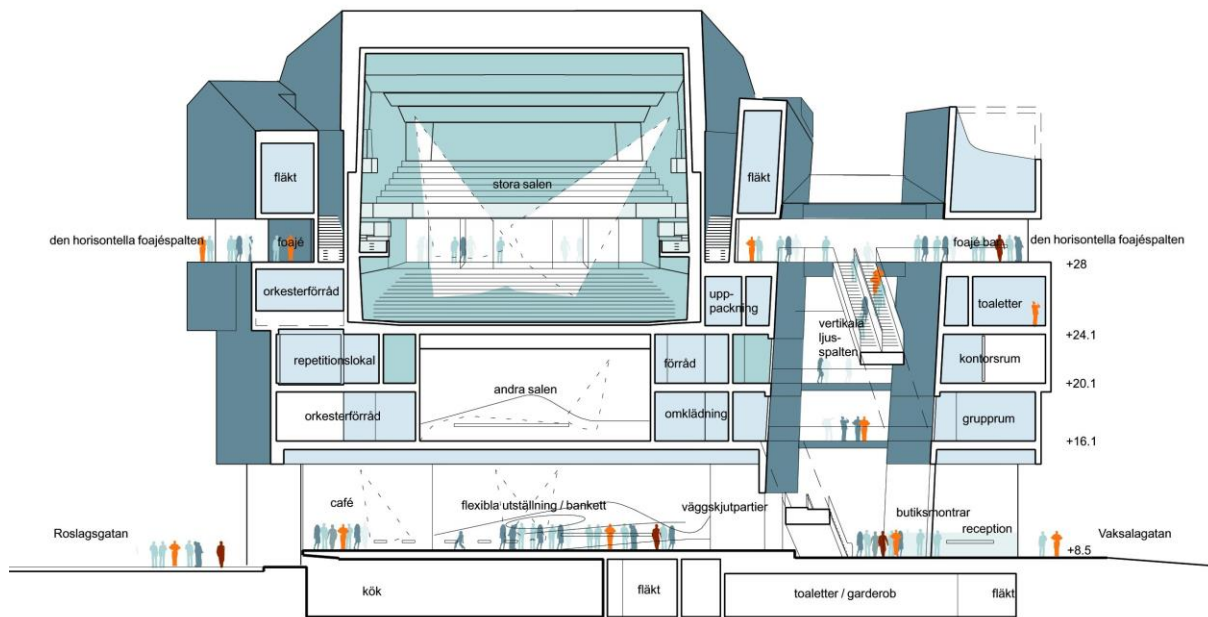 stora salen
fläkt
fläkt
den horisontella foajéspalten
foajé
foajé bar
den horisontella foajéspalten
+28
orkesterförråd
upp-
packning
toaletter
vertikala
ljus-
spalten
+24.1
repetitionslokal
förråd
kontorsrum
andra salen
+20.1
orkesterförråd
omklädning
grupprum
+16.1
café
flexibla utställning / bankett
väggskjutpartier
butiksmontrar
reception
Roslagsgatan
Vaksalagatan
+8.5
kök
fläkt
toaletter / garderob
fläkt